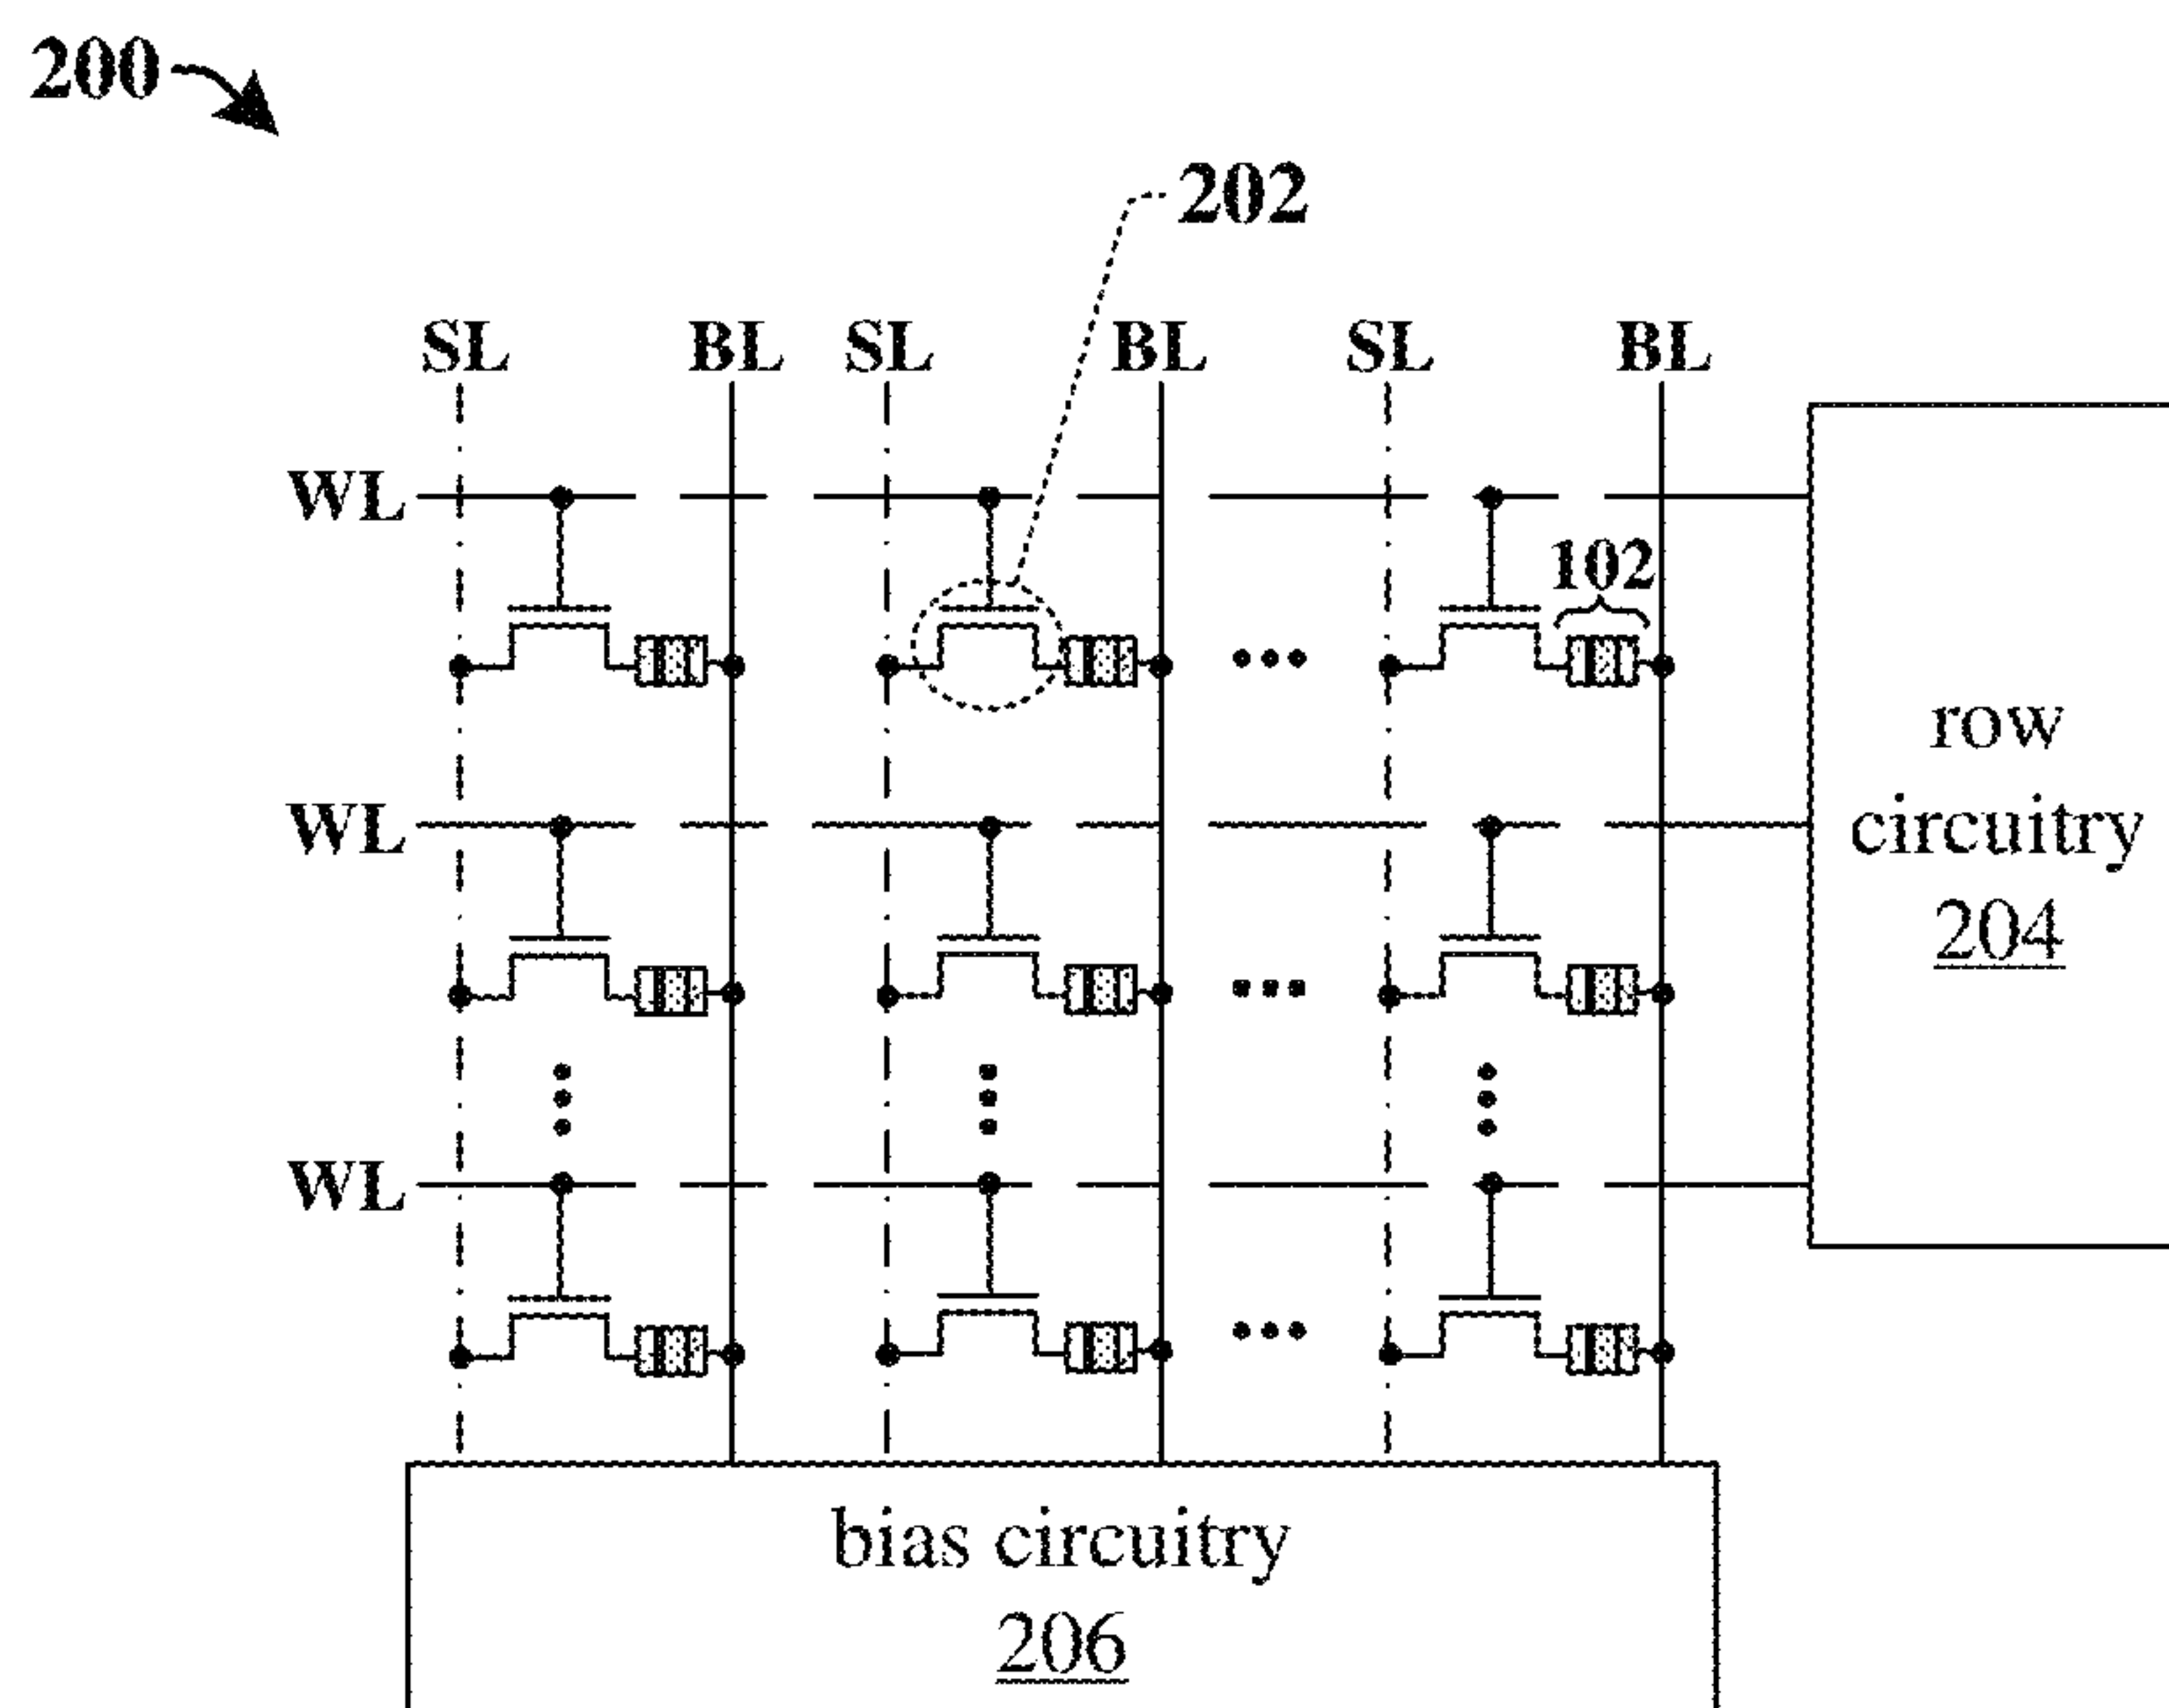 200
202
SL BL SL BL SL BL
WL
102
row
circuitry
204
WL
WL
bias circuitry
206